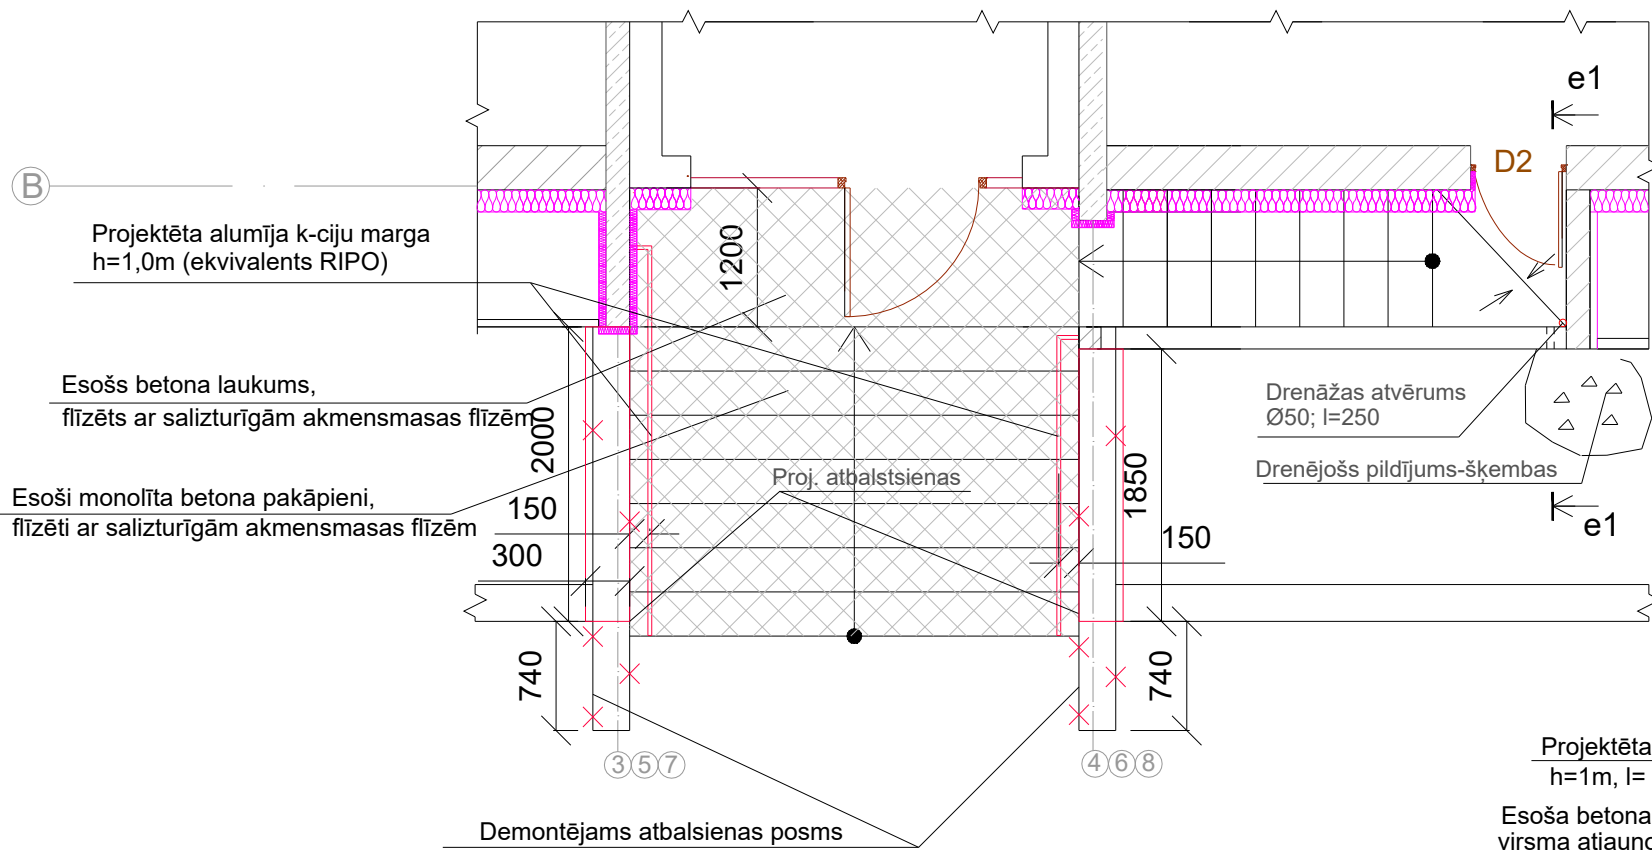 e1
D2
B
Projektēta alumīja k-ciju marga
h=1,0m (ekvivalents RIPO)
1200
Esošs betona laukums,
flīzēts ar salizturīgām akmensmasas flīzēm
2000
Drenāžas atvērums
Ø50; l=250
Drenējošs pildījums-šķembas
Proj. atbalstsienas
1850
Esoši monolīta betona pakāpieni,
flīzēti ar salizturīgām akmensmasas flīzēm
150
300
150
e1
740
740
3 5 7
4 6 8
Projektēta
h=1m, l=
Esoša betona
virsma atjauno
Demontējams atbalsienas posms